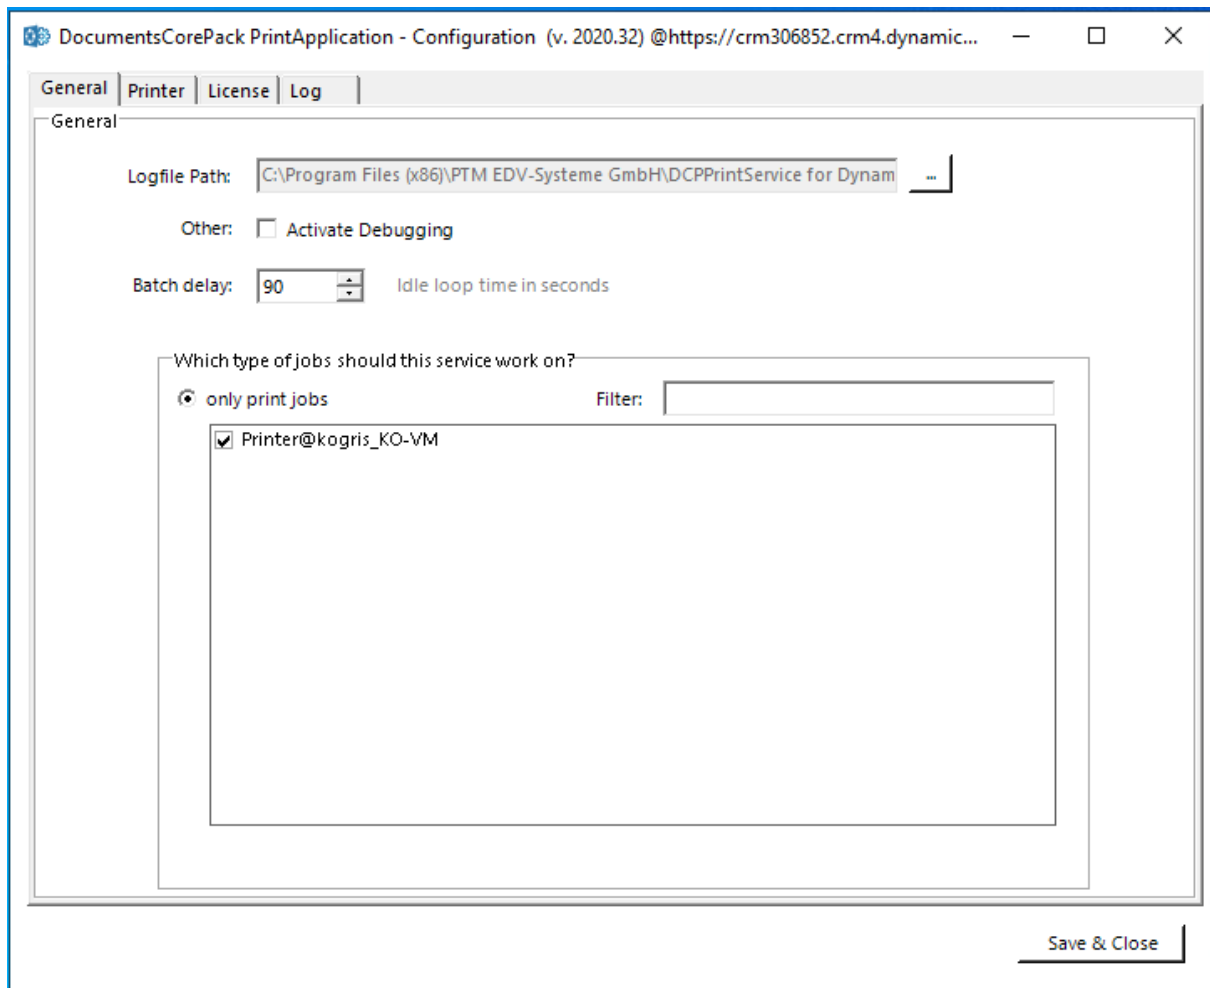 DocumentsCorePack PrintApplication - Configuration (v. 2020.32) @https://crm306852.crm4.dynamic...
General Printer License Log
General
Logfile Path: C:\Program Files (x86)\PTM EDV-Systeme GmbH\DCPPrintService for Dynam ...
Other: Activate Debugging
Batch delay: 90 Idle loop time in seconds
Which type of jobs should this service work on?
only print jobs Filter:
Printer@kogris_KO-VM
Save & Close